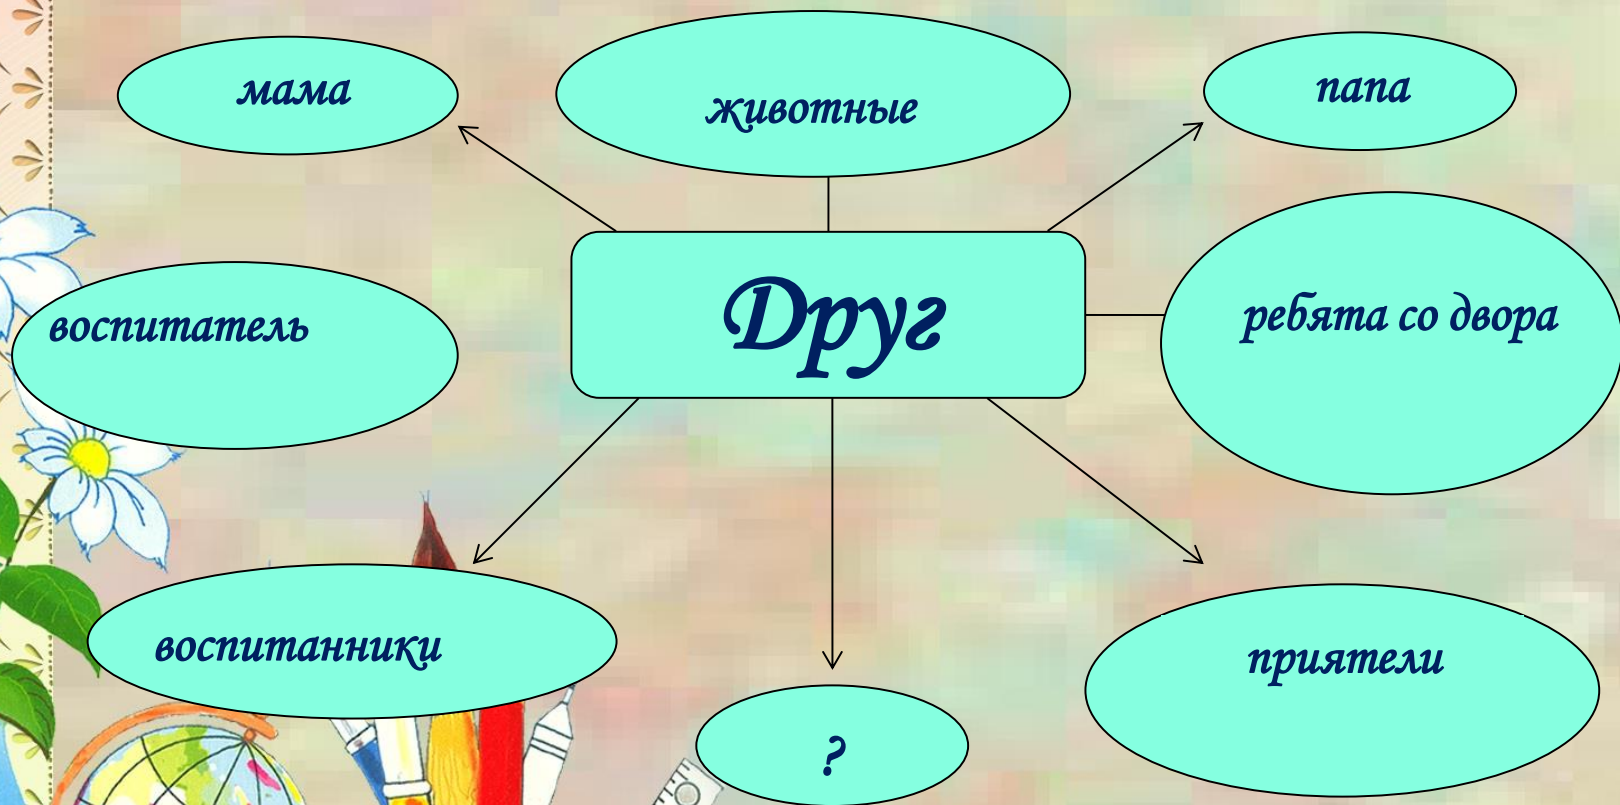 мама
животные
папа
воспитатель
Друг
ребята со двора
воспитанники
?
приятели